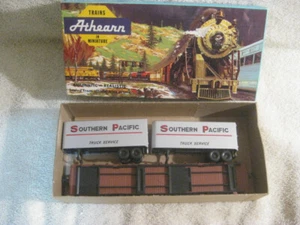 TRAINS
Athearn
IN
MINIATURE
SOUTHERN PACIFIC
TRUCK SERVICE
SOUTHERN PACIFIC
TRUCK SERVICE